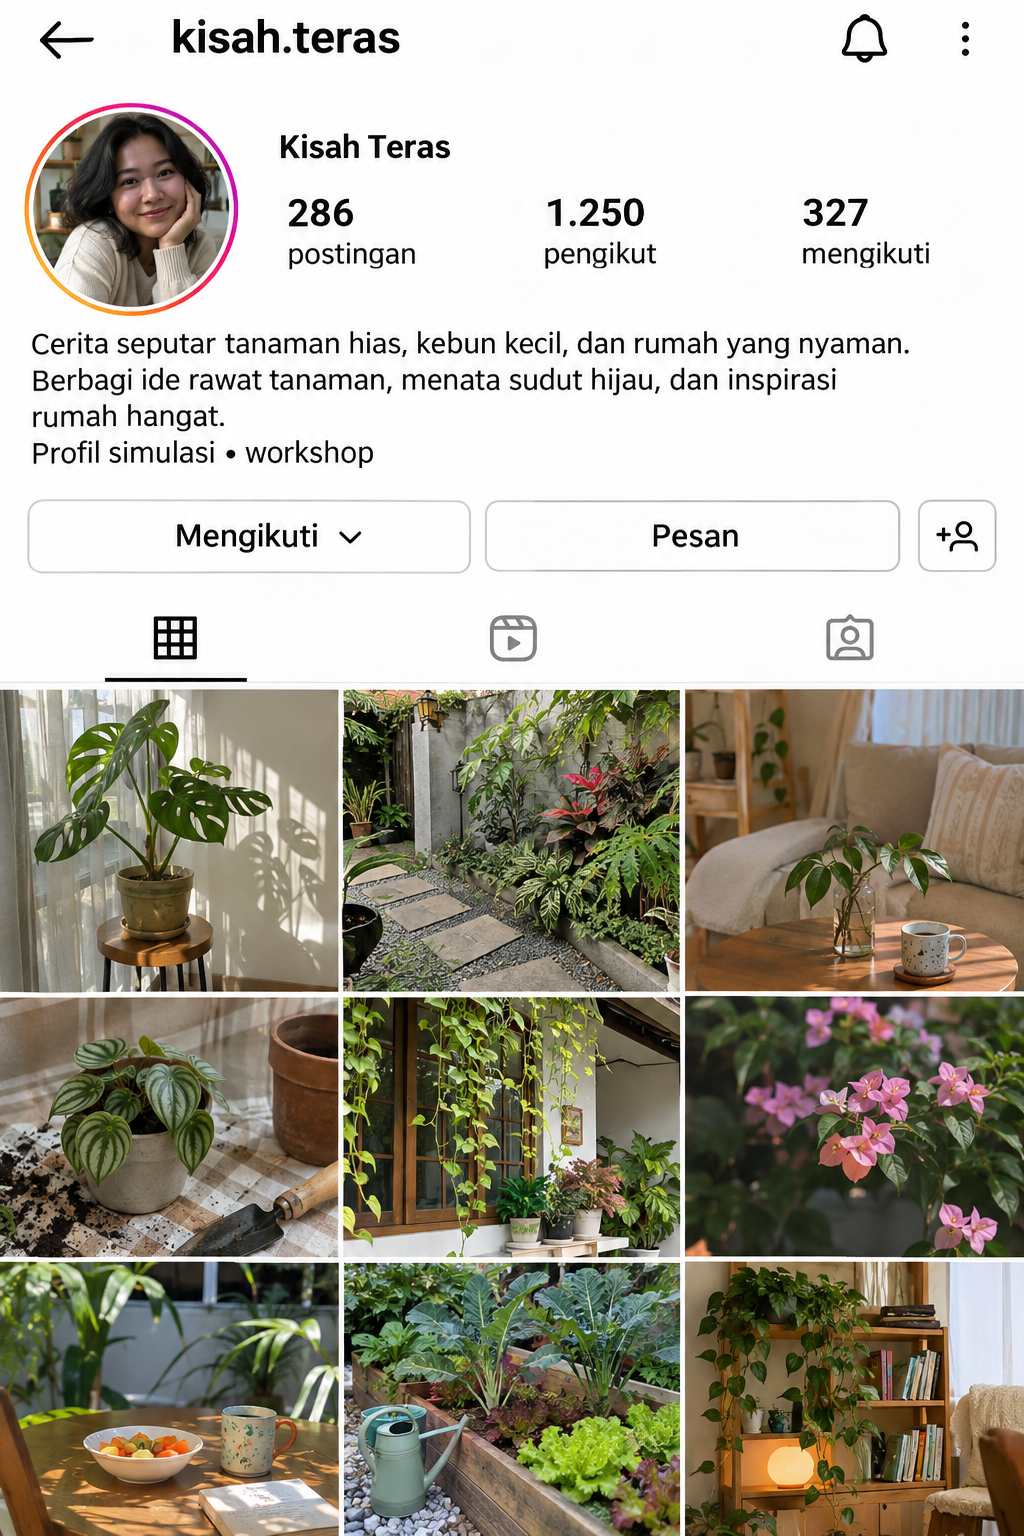 kisah.teras
Kisah Teras
286 1.250 327
postingan pengikut mengikuti
Cerita seputar tanaman hias, kebun kecil, dan rumah yang nyaman.
Berbagi ide rawat tanaman, menata sudut hijau, dan inspirasi
rumah hangat.
Profil simulasi • workshop
Mengikuti
Pesan